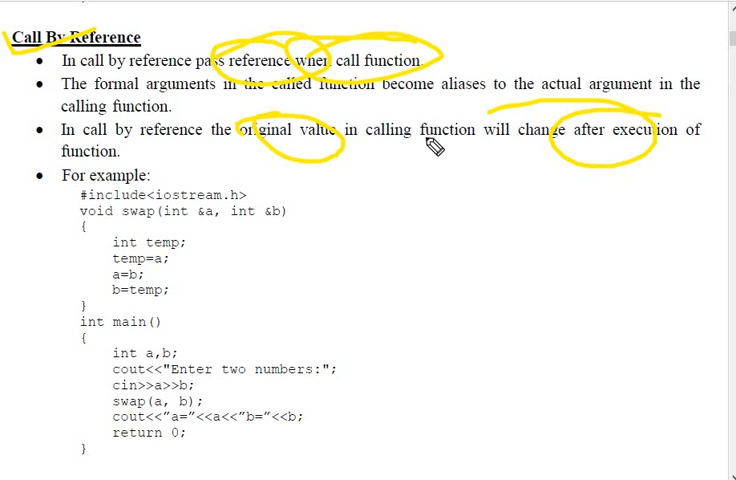 Call By Reference
• In call by reference pass reference when call function.
• The formal arguments in the called function become aliases to the actual argument in the
calling function.
• In call by reference the original value in calling function will change after execution of
function.
• For example:
#include<iostream.h>
void swap(int &a, int &b)
{
int temp;
temp=a;
a=b;
b=temp;
}
int main()
{
int a,b;
cout<<"Enter two numbers:";
cin>>a>>b;
swap(a, b);
cout<<”a=”<<a<<”b=”<<b;
return 0;
}